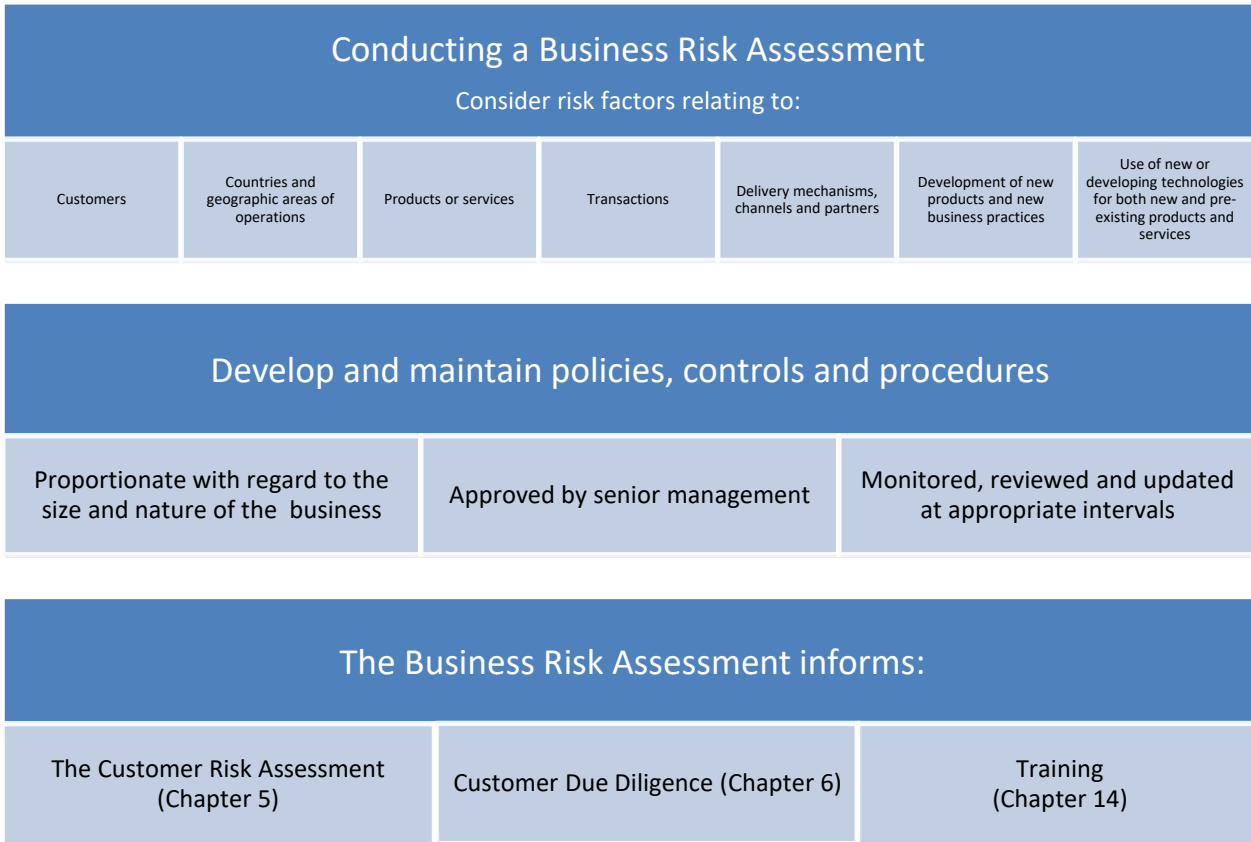 Conducting a Business Risk Assessment
Consider risk factors relating to:
Customers
Countries and
geographic areas of
operations
Products or services
Transactions
Delivery mechanisms,
channels and partners
Development of new
products and new
business practices
Use of new or
developing technologies
for both new and pre-
existing products and
services
Develop and maintain policies, controls and procedures
Proportionate with regard to the
size and nature of the  business
Approved by senior management
Monitored, reviewed and updated
at appropriate intervals
The Business Risk Assessment informs:
The Customer Risk Assessment
(Chapter 5)
Customer Due Diligence (Chapter 6)
Training
(Chapter 14)